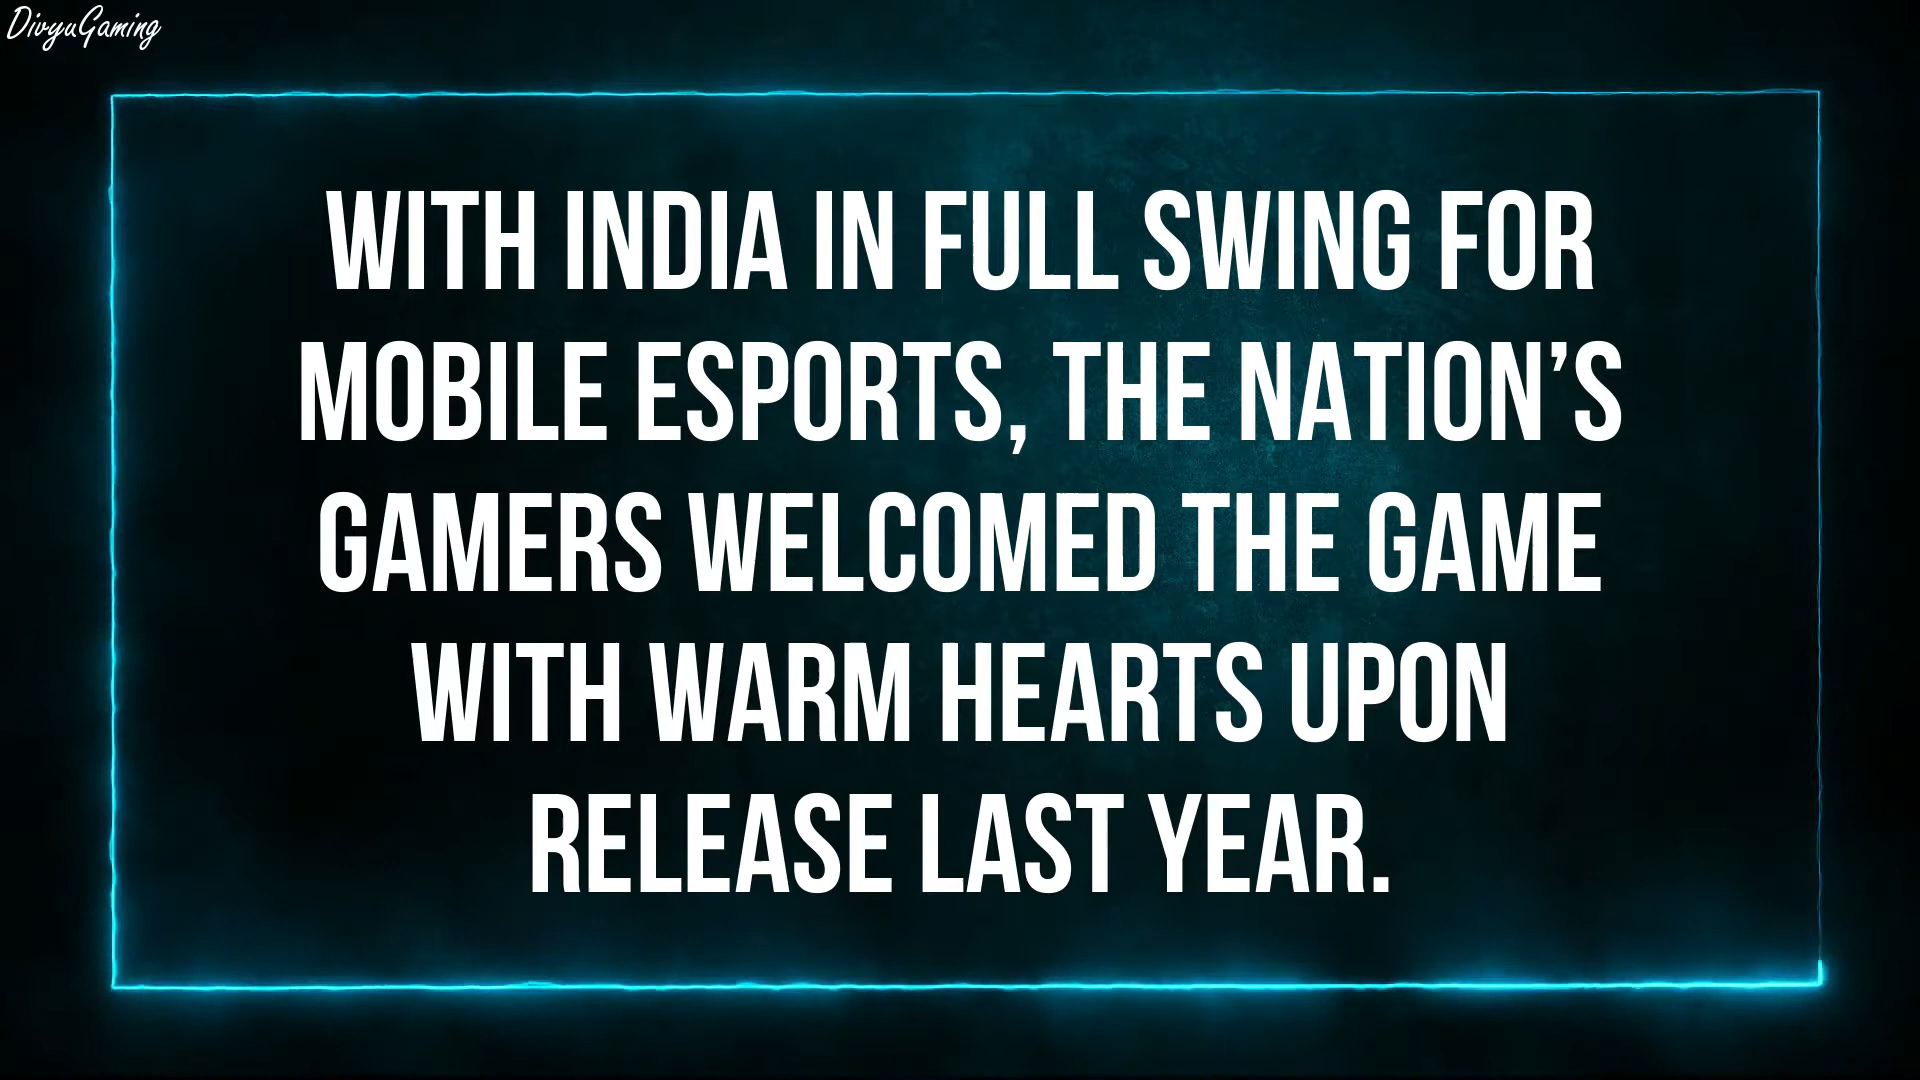 DivyuGaming
WITH INDIA IN FULL SWING FOR
MOBILE ESPORTS, THE NATION’S
GAMERS WELCOMED THE GAME
WITH WARM HEARTS UPON
RELEASE LAST YEAR.